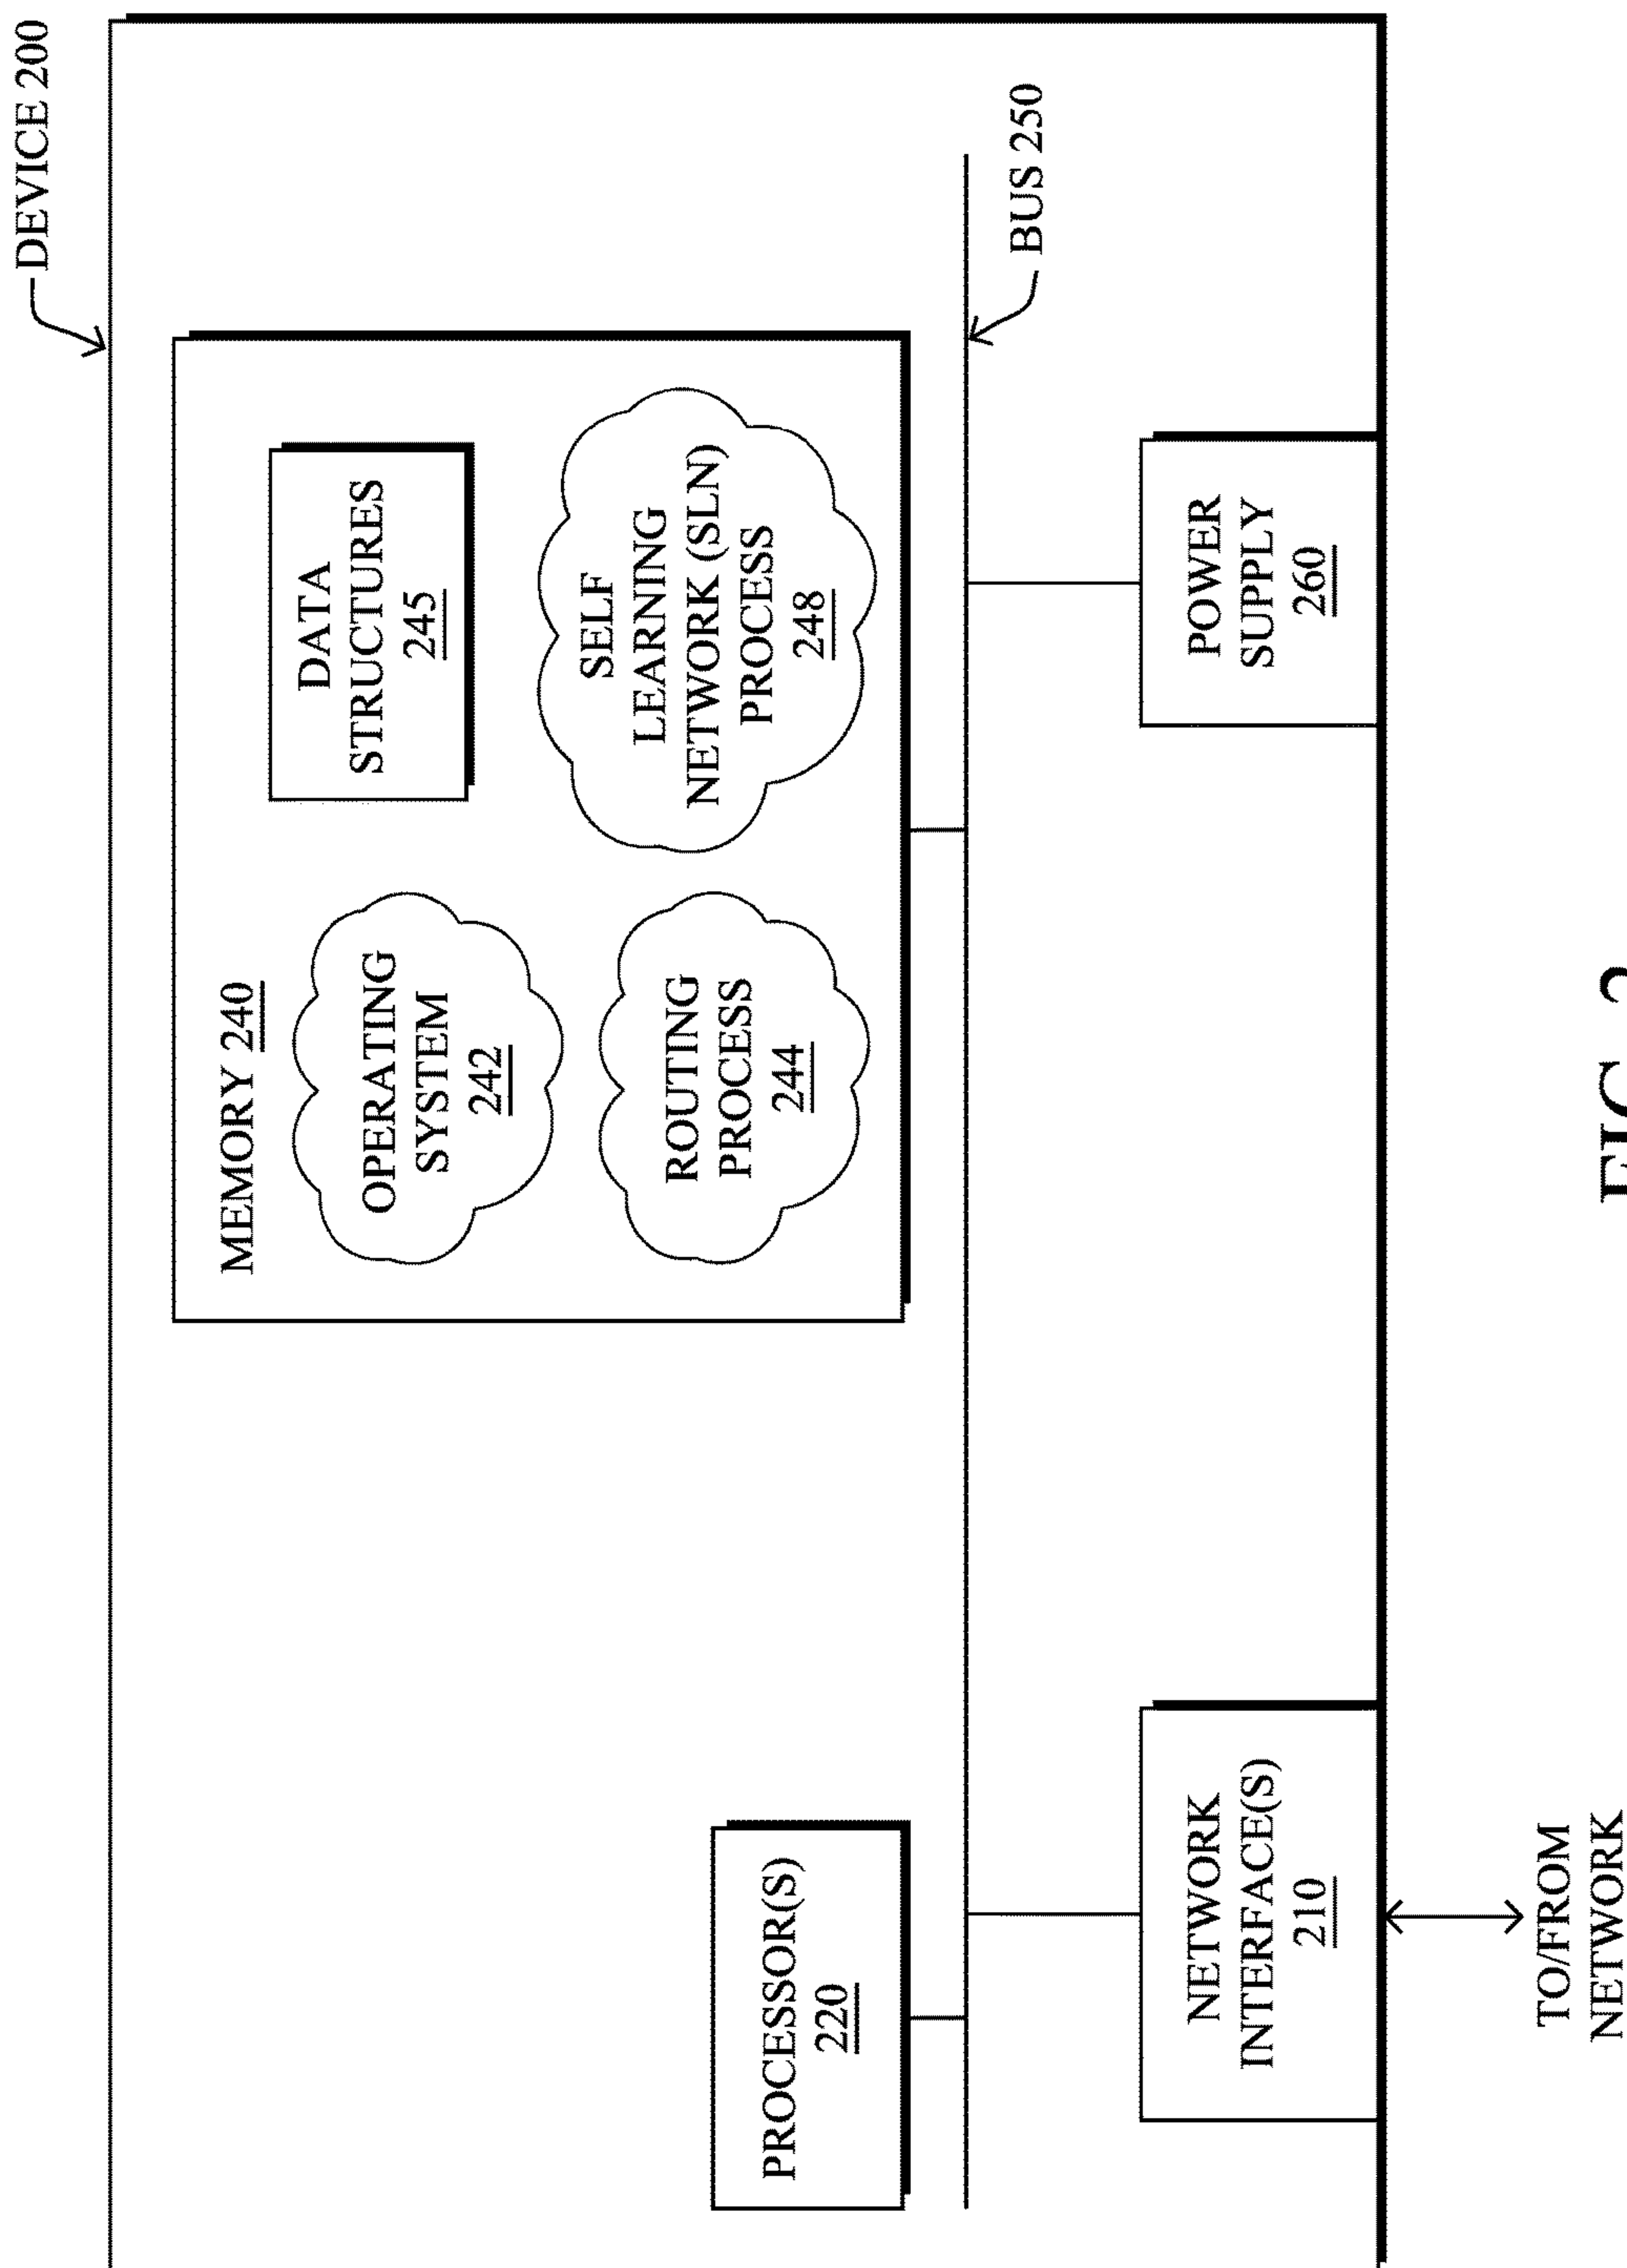 DEVICE 200
MEMORY 240
OPERATING
SYSTEM
242
DATA
STRUCTURES
245
ROUTING
PROCESS
244
SELF
LEARNING
NETWORK (SLN)
PROCESS
248
PROCESSOR(S)
220
BUS 250
NETWORK
INTERFACE(S)
210
POWER
SUPPLY
260
TO/FROM
NETWORK